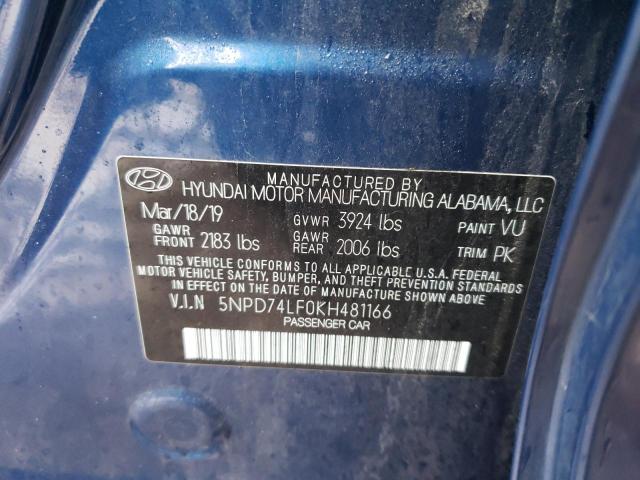 MANUFACTURED BY
HYUNDAI MOTOR MANUFACTURING ALABAMA, LLC
Mar/18/19 GVWR 3924 lbs PAINT VU
GAWR FRONT 2183 lbs GAWR REAR 2006 lbs TRIM PK
THIS VEHICLE CONFORMS TO ALL APPLICABLE U.S.A. FEDERAL
MOTOR VEHICLE SAFETY, BUMPER, AND THEFT PREVENTION STANDARDS
IN EFFECT ON THE DATE OF MANUFACTURE SHOWN ABOVE.
V.I.N 5NPD74LF0KH481166
PASSENGER CAR